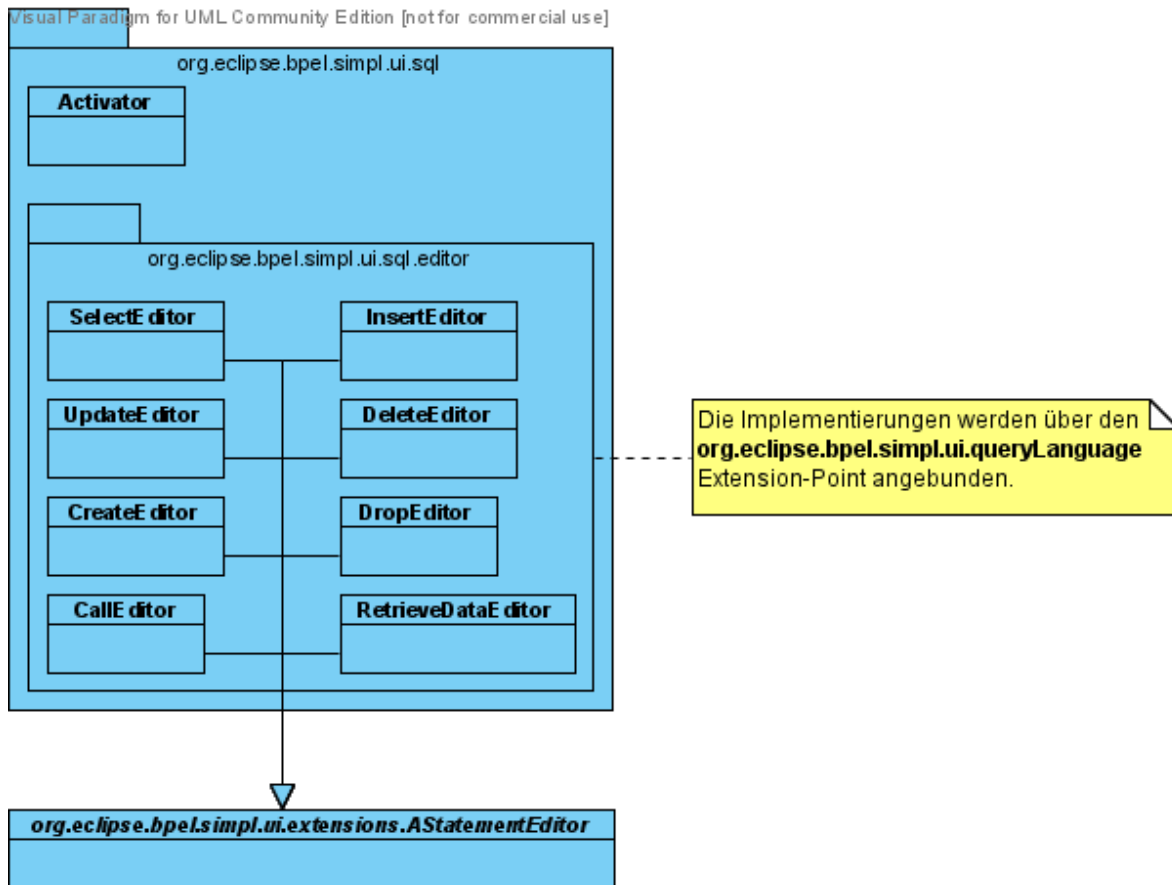 Visual Paradigm for UML Community Edition [not for commercial use]
org.eclipse.bpel.simpl.ui.sql
Activator
org.eclipse.bpel.simpl.ui.sql.editor
SelectEditor
InsertEditor
UpdateEditor
DeleteEditor
CreateEditor
DropEditor
CallEditor
RetrieveDataEditor
Die Implementierungen werden über den
org.eclipse.bpel.simpl.ui.queryLanguage
Extension-Point angebunden.
org.eclipse.bpel.simpl.ui.extensions.AStatementEditor